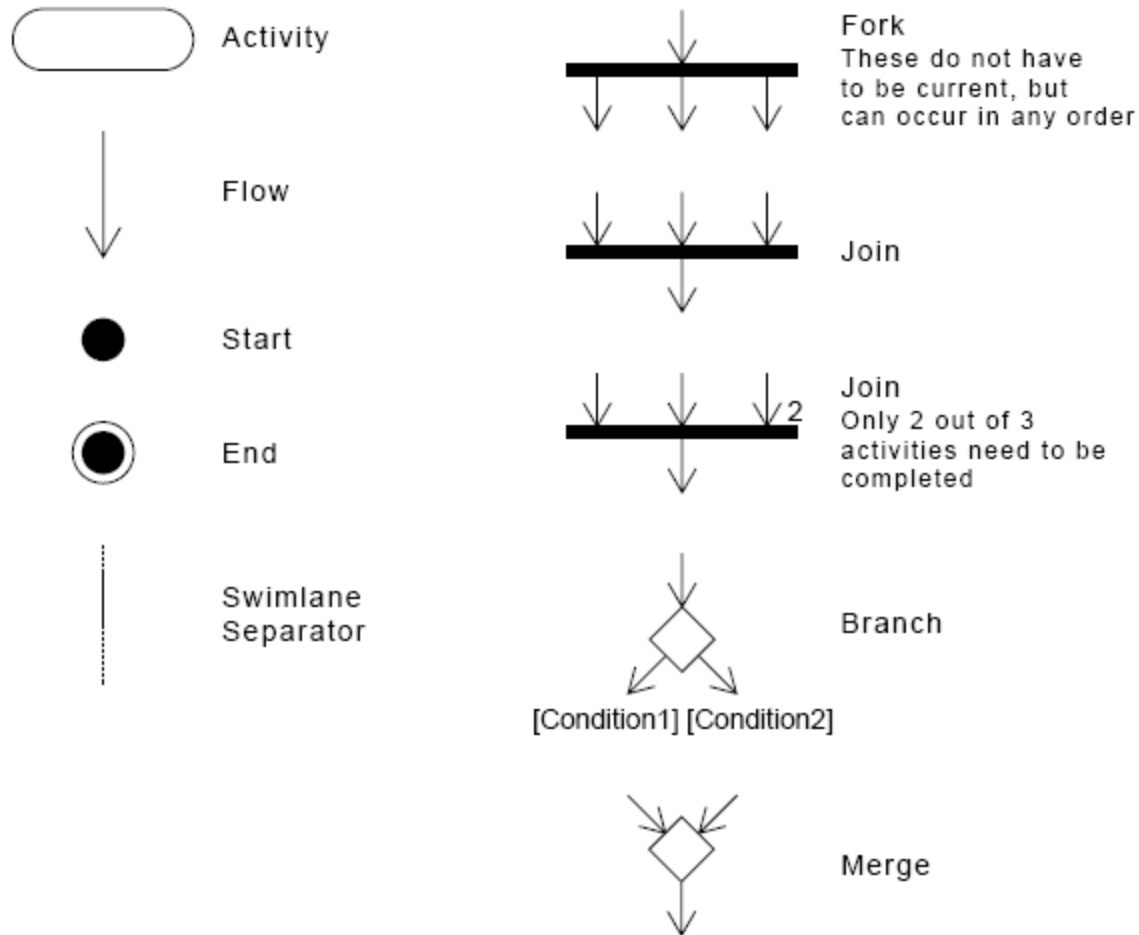 Activity
Flow
Start
End
Swimlane
Separator
Fork
These do not have
to be current, but
can occur in any order
Join
2
Join
Only 2 out of 3
activities need to be
completed
Branch
[Condition1] [Condition2]
Merge